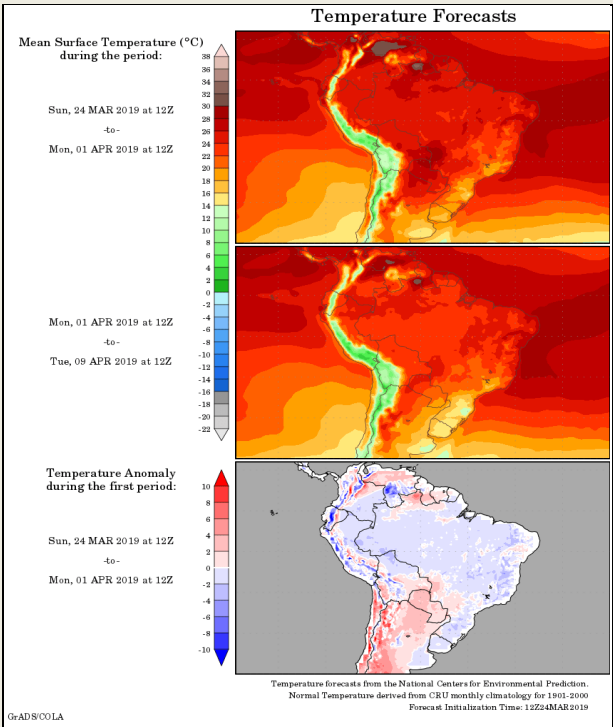 Temperature Forecasts
Mean Surface Temperature (°C)
during the period:
Sun, 24 MAR 2019 at 12Z
-to-
Mon, 01 APR 2019 at 12Z
38
36
34
32
30
28
26
24
22
20
18
16
14
12
10
8
6
4
2
0
-2
-4
-6
-8
-10
-12
-14
-16
-18
-20
-22
Mon, 01 APR 2019 at 12Z
-to-
Tue, 09 APR 2019 at 12Z
Temperature Anomaly
during the first period:
Sun, 24 MAR 2019 at 12Z
-to-
Mon, 01 APR 2019 at 12Z
10
8
6
4
2
0
-2
-4
-6
-8
-10
Temperature forecasts from the National Centers for Environmental Prediction.
Normal Temperature derived from CRU monthly climatology for 1901-2000
Forecast Initialization Time: 12Z24MAR2019
GrADS/COLA